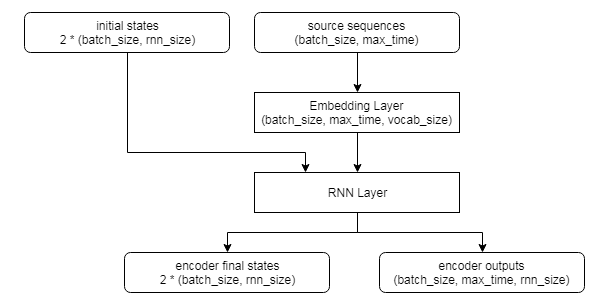 initial states
2 * (batch_size, rnn_size)
source sequences
(batch_size, max_time)
Embedding Layer
(batch_size, max_time, vocab_size)
RNN Layer
encoder final states
2 * (batch_size, rnn_size)
encoder outputs
(batch_size, max_time, rnn_size)